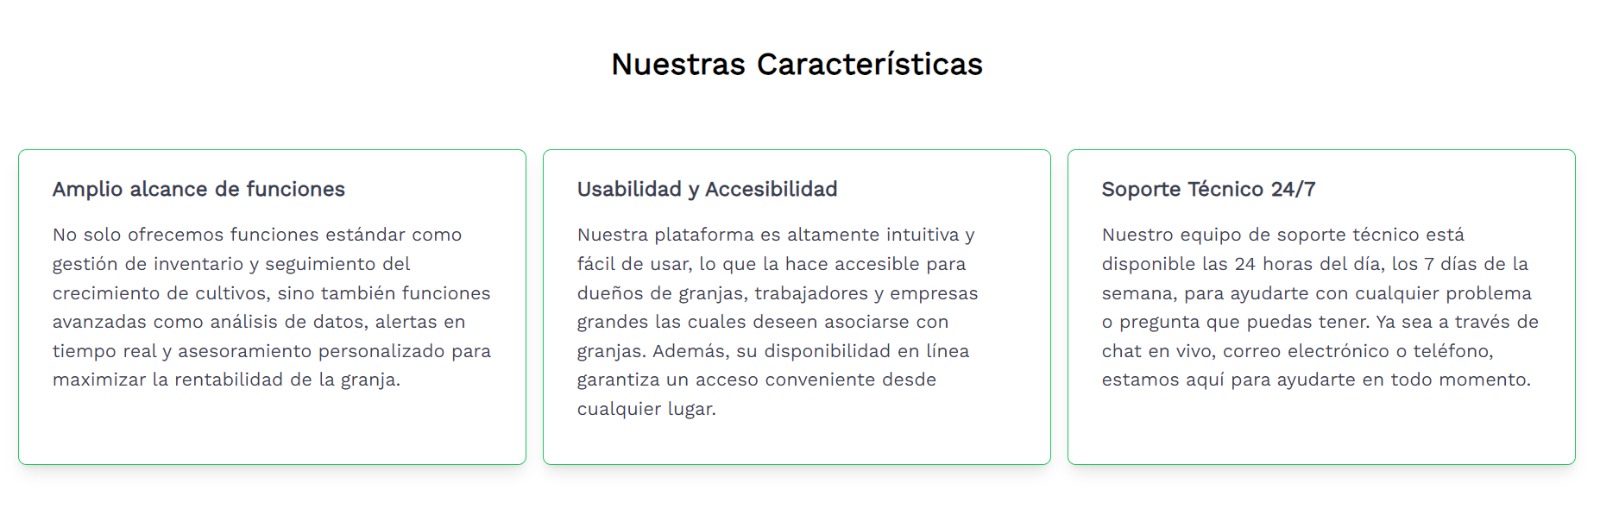 Nuestras Características
Amplio alcance de funciones
No solo ofrecemos funciones estándar como
gestión de inventario y seguimiento del
crecimiento de cultivos, sino también funciones
avanzadas como análisis de datos, alertas en
tiempo real y asesoramiento personalizado para
maximizar la rentabilidad de la granja.
Usabilidad y Accesibilidad
Nuestra plataforma es altamente intuitiva y
fácil de usar, lo que la hace accesible para
dueños de granjas, trabajadores y empresas
grandes las cuales deseen asociarse con
granjas. Además, su disponibilidad en línea
garantiza un acceso conveniente desde
cualquier lugar.
Soporte Técnico 24/7
Nuestro equipo de soporte técnico está
disponible las 24 horas del día, los 7 días de la
semana, para ayudarte con cualquier problema
o pregunta que puedas tener. Ya sea a través de
chat en vivo, correo electrónico o teléfono,
estamos aquí para ayudarte en todo momento.